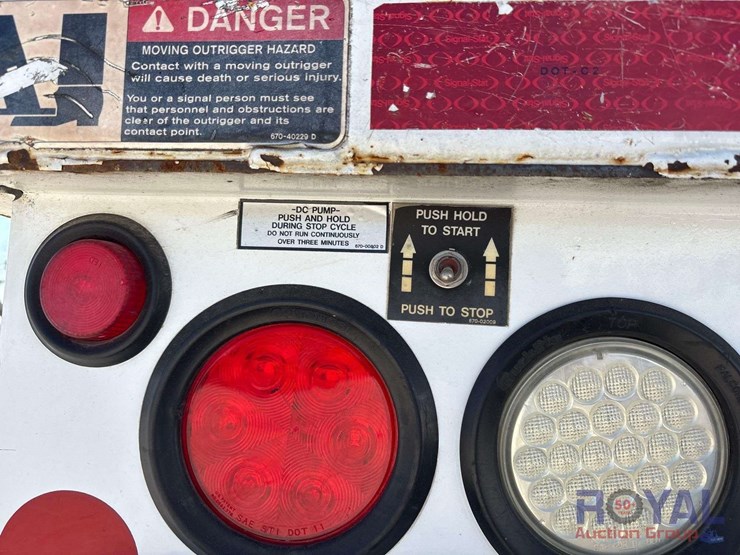 DANGER
MOVING OUTRIGGER HAZARD
Contact with a moving outrigger
will cause death or serious injury.
You or a signal person must see
that personnel and obstructions are
clear of the outrigger and its
contact point.
670-40229 D
DOT-C2
-DC PUMP-
PUSH AND HOLD
DURING STOP CYCLE
DO NOT RUN CONTINUOUSLY
OVER THREE MINUTES
670-00602 D
PUSH HOLD
TO START
PUSH TO STOP
670-02009
SAE DOT 11
ROYAL
50
Auction Group